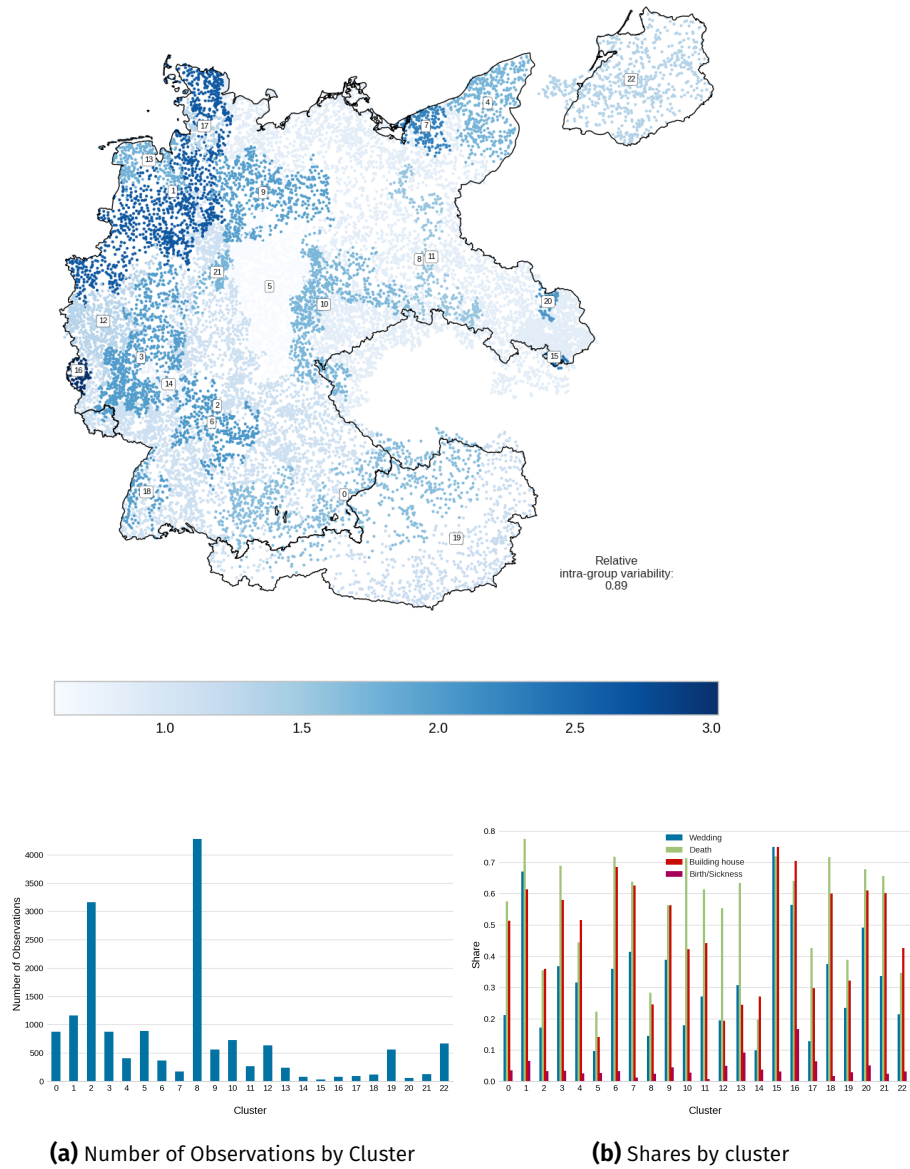 22
4
7
17
13
1
9
8 11
21
5
20
10
12
15
3
16
14
2
6
18
0
19
Relative
intra-group variability:
0.89
1.0 1.5 2.0 2.5 3.0
Number of Observations
4000
3500
3000
2500
2000
1500
1000
500
0
0 1 2 3 4 5 6 7 8 9 10 11 12 13 14 15 16 17 18 19 20 21 22
Cluster
(a) Number of Observations by Cluster
Share
0.8
0.7
0.6
0.5
0.4
0.3
0.2
0.1
0.0
Wedding
Death
Building house
Birth/Sickness
0 1 2 3 4 5 6 7 8 9 10 11 12 13 14 15 16 17 18 19 20 21 22
Cluster
(b) Shares by cluster